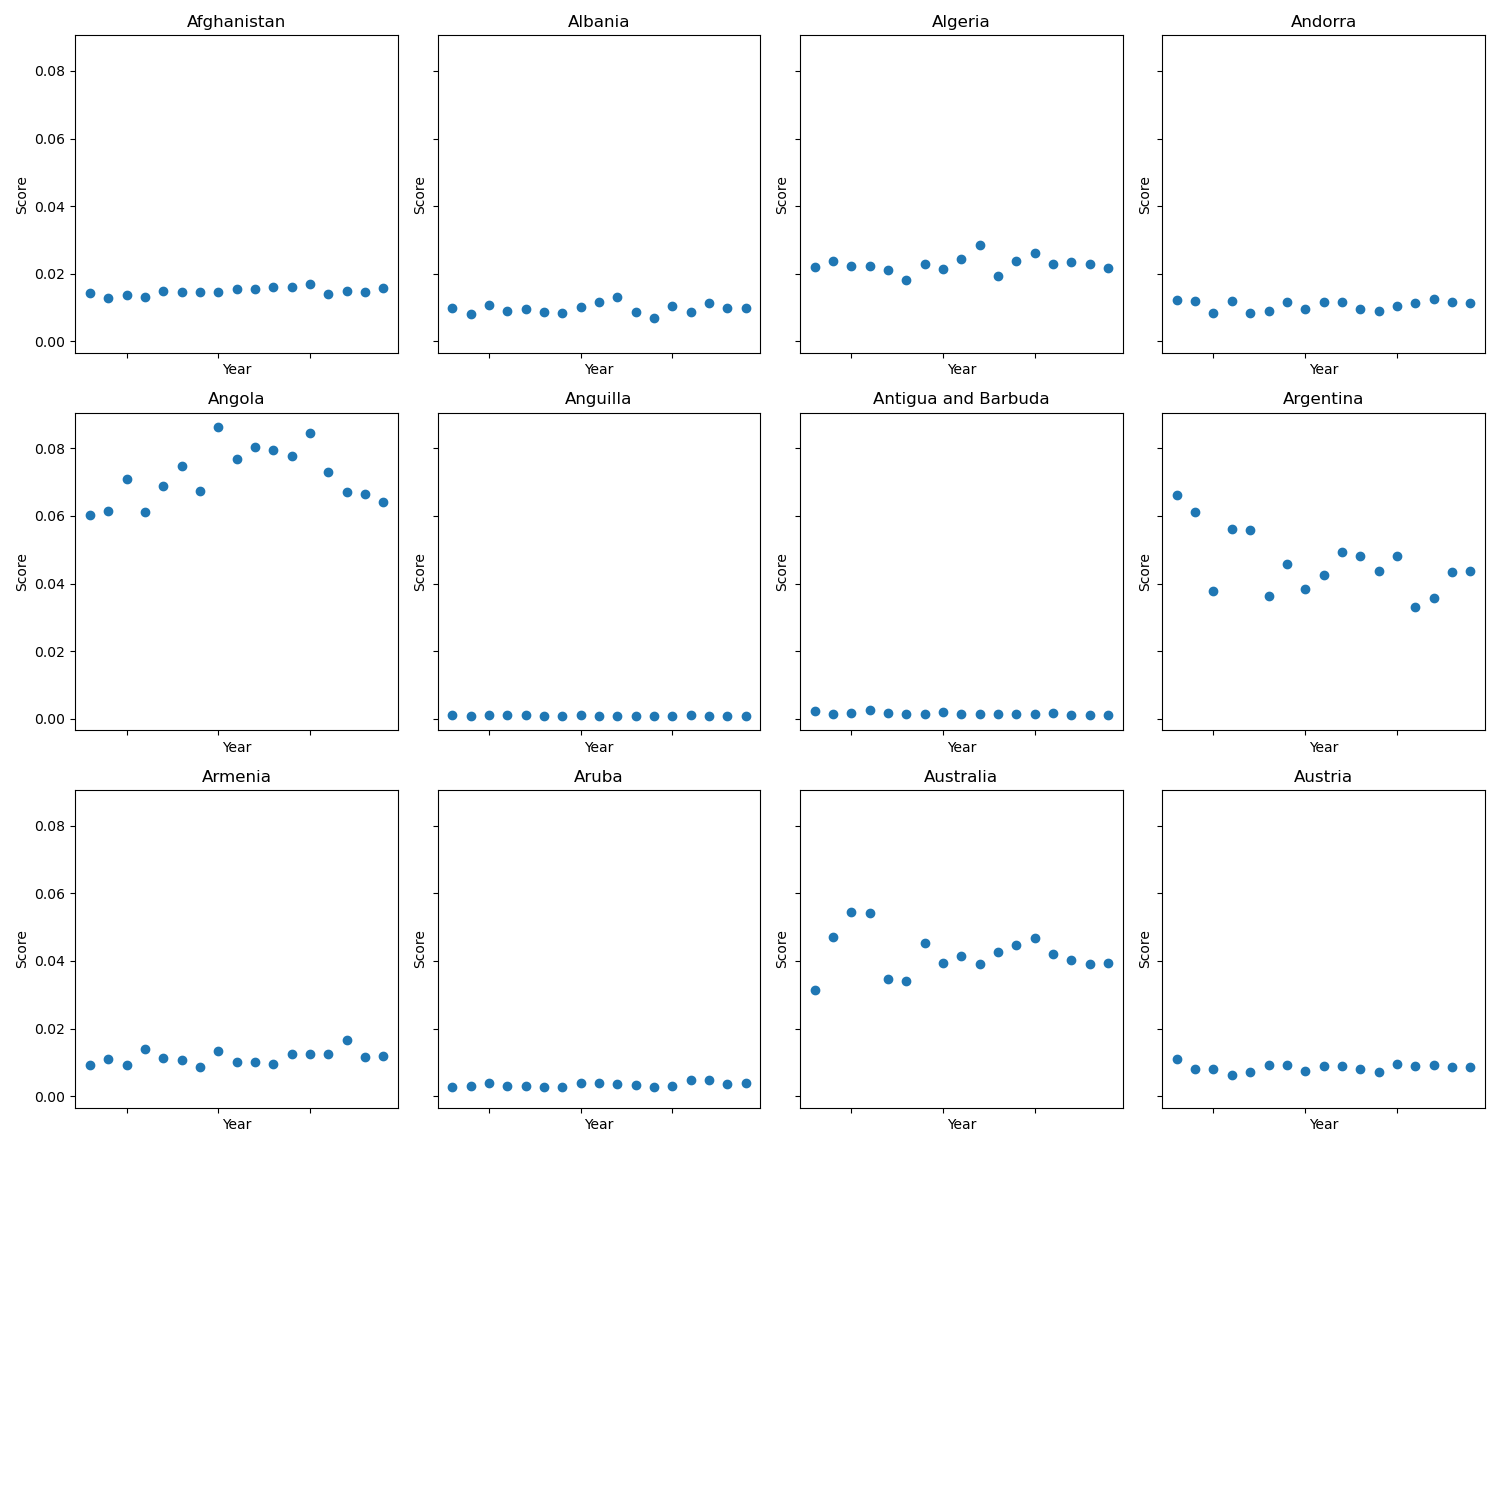 Afghanistan Albania Algeria Andorra
0.08
0.06
0.04
0.02
0.00
Score Score Score Score
Year Year Year Year
Angola Anguilla Antigua and Barbuda Argentina
0.08
0.06
0.04
0.02
0.00
Score Score Score Score
Year Year Year Year
Armenia Aruba Australia Austria
0.08
0.06
0.04
0.02
0.00
Score Score Score Score
Year Year Year Year